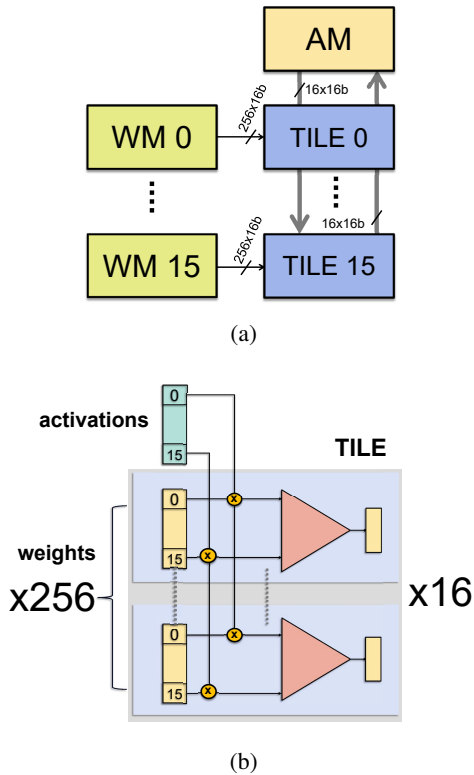 AM
16x16b
256x16b
WM 0
TILE 0
16x16b
256x16b
WM 15
TILE 15
(a)
0
activations
15
TILE
0
x
weights
15
x
x256
x16
0
x
15
x
(b)